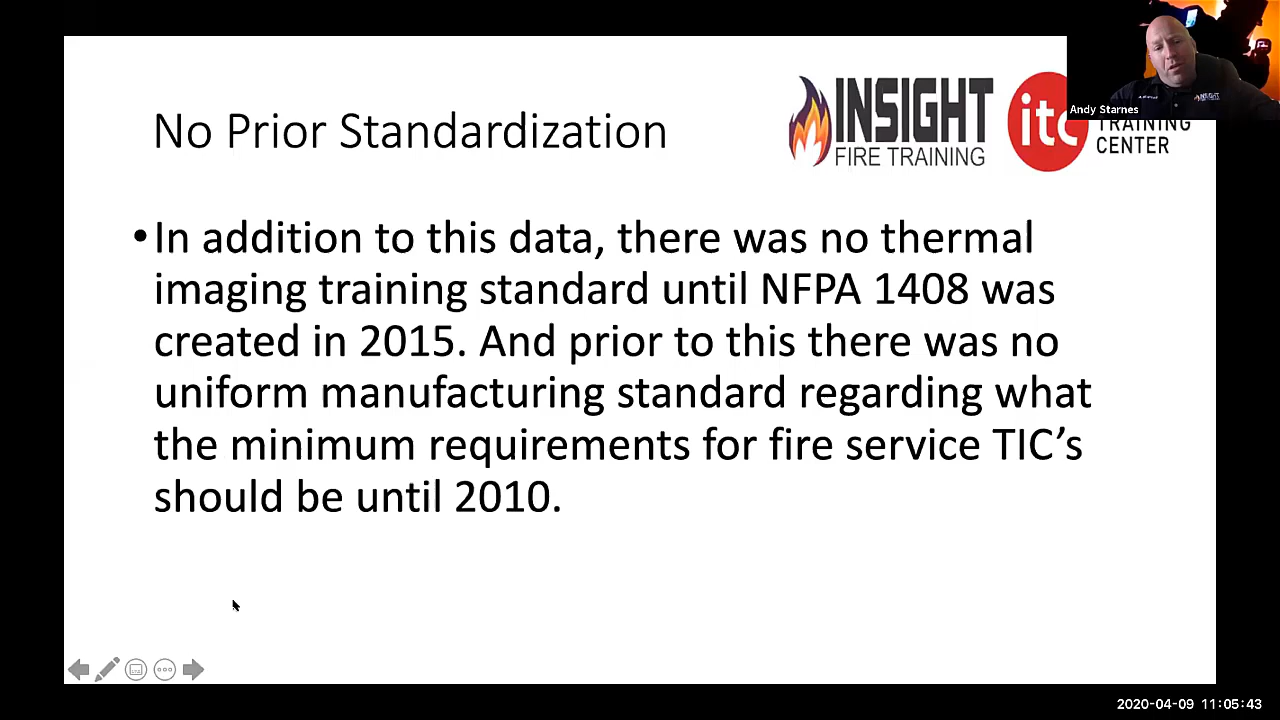 No Prior Standardization
INSIGHT
FIRE TRAINING
itc
TRAINING
CENTER
Andy Starnes
INSIGHT
•In addition to this data, there was no thermal
imaging training standard until NFPA 1408 was
created in 2015. And prior to this there was no
uniform manufacturing standard regarding what
the minimum requirements for fire service TIC’s
should be until 2010.
2020-04-09 11:05:43